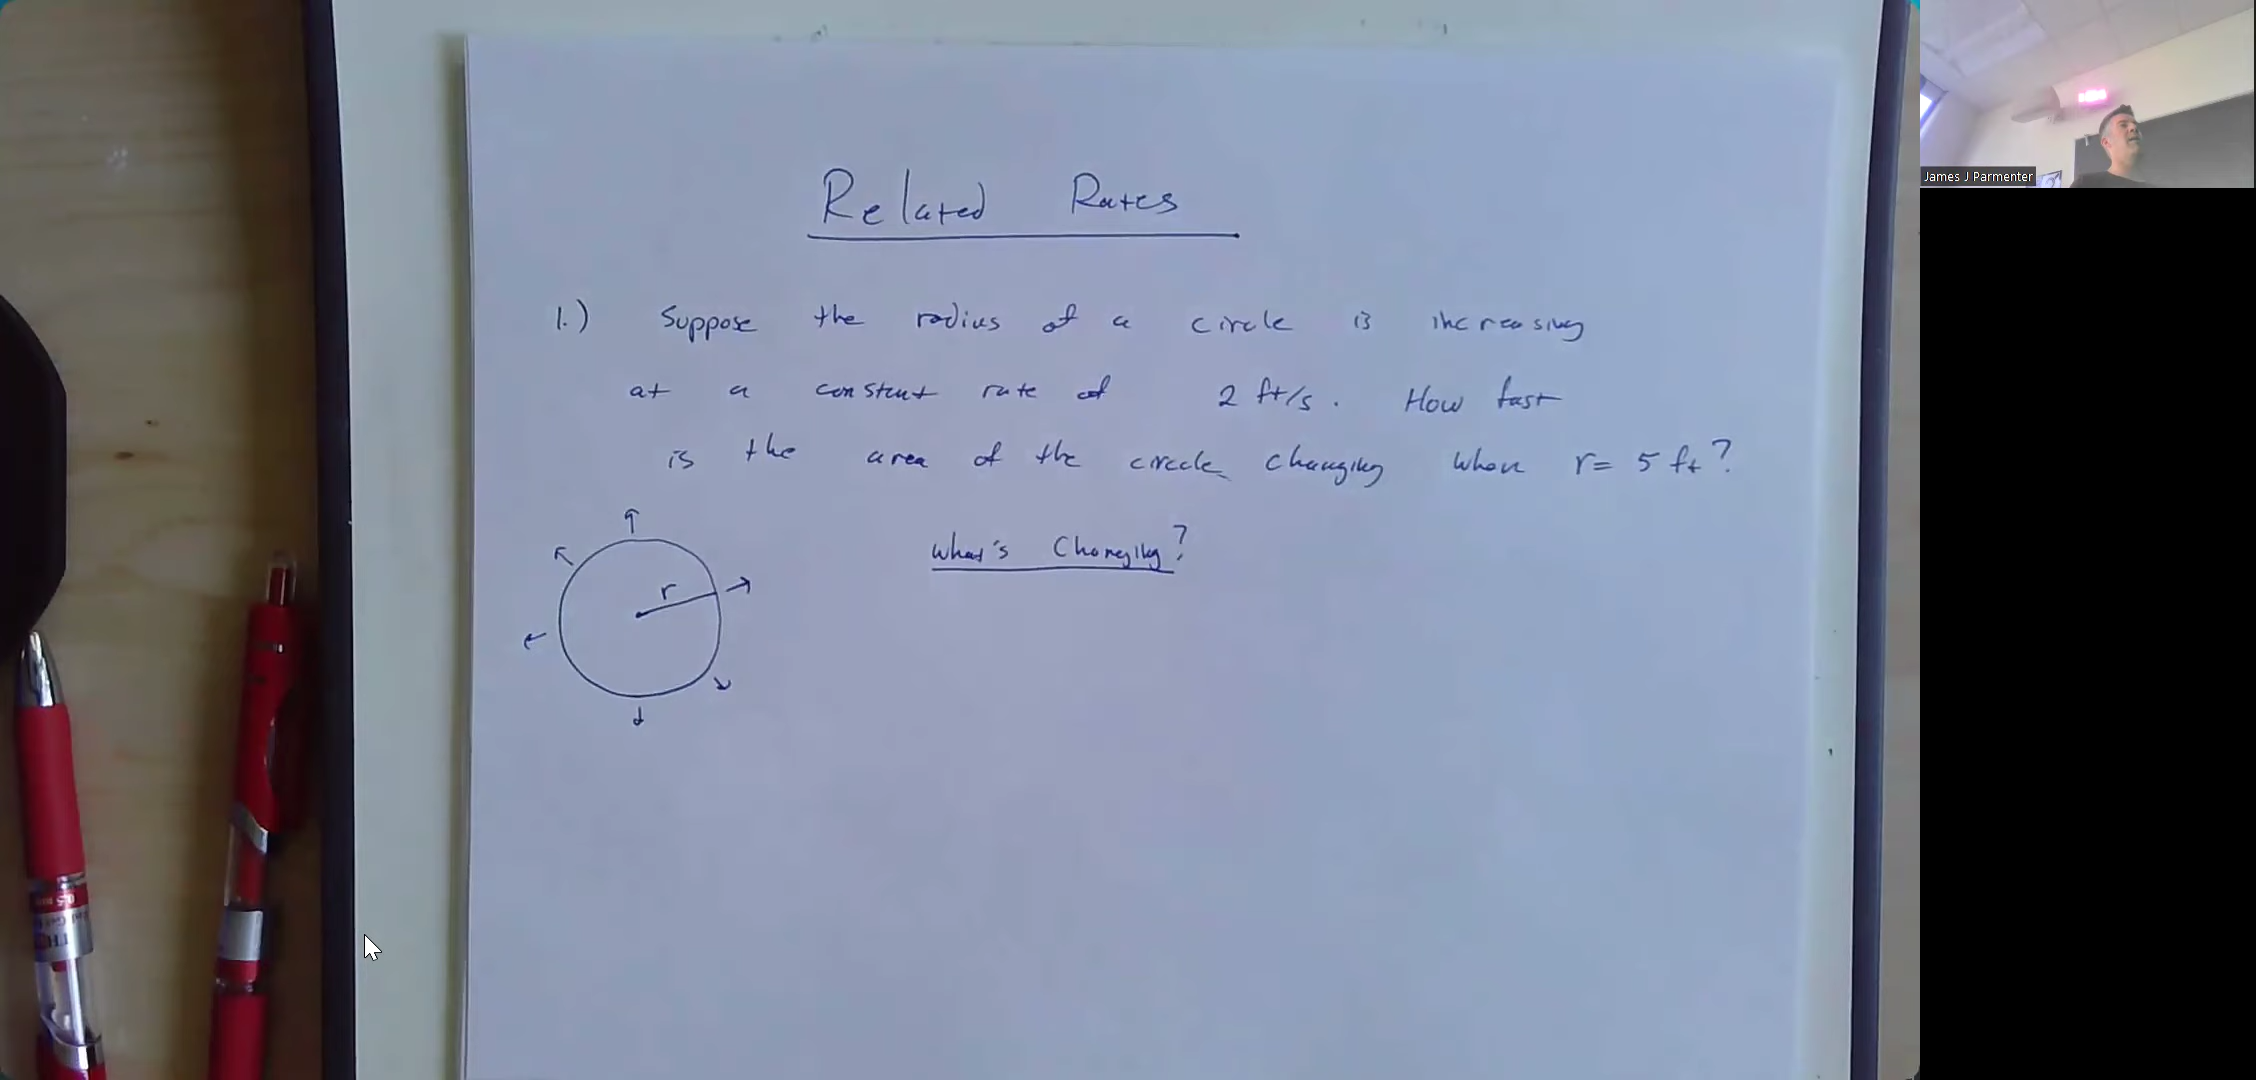 Related Rates
1.) Suppose the radius of a circle is increasing
at a constant rate of 2 ft/s. How fast
is the area of the circle changing when r = 5 ft?
What's Changing?
r
James J Parmenter